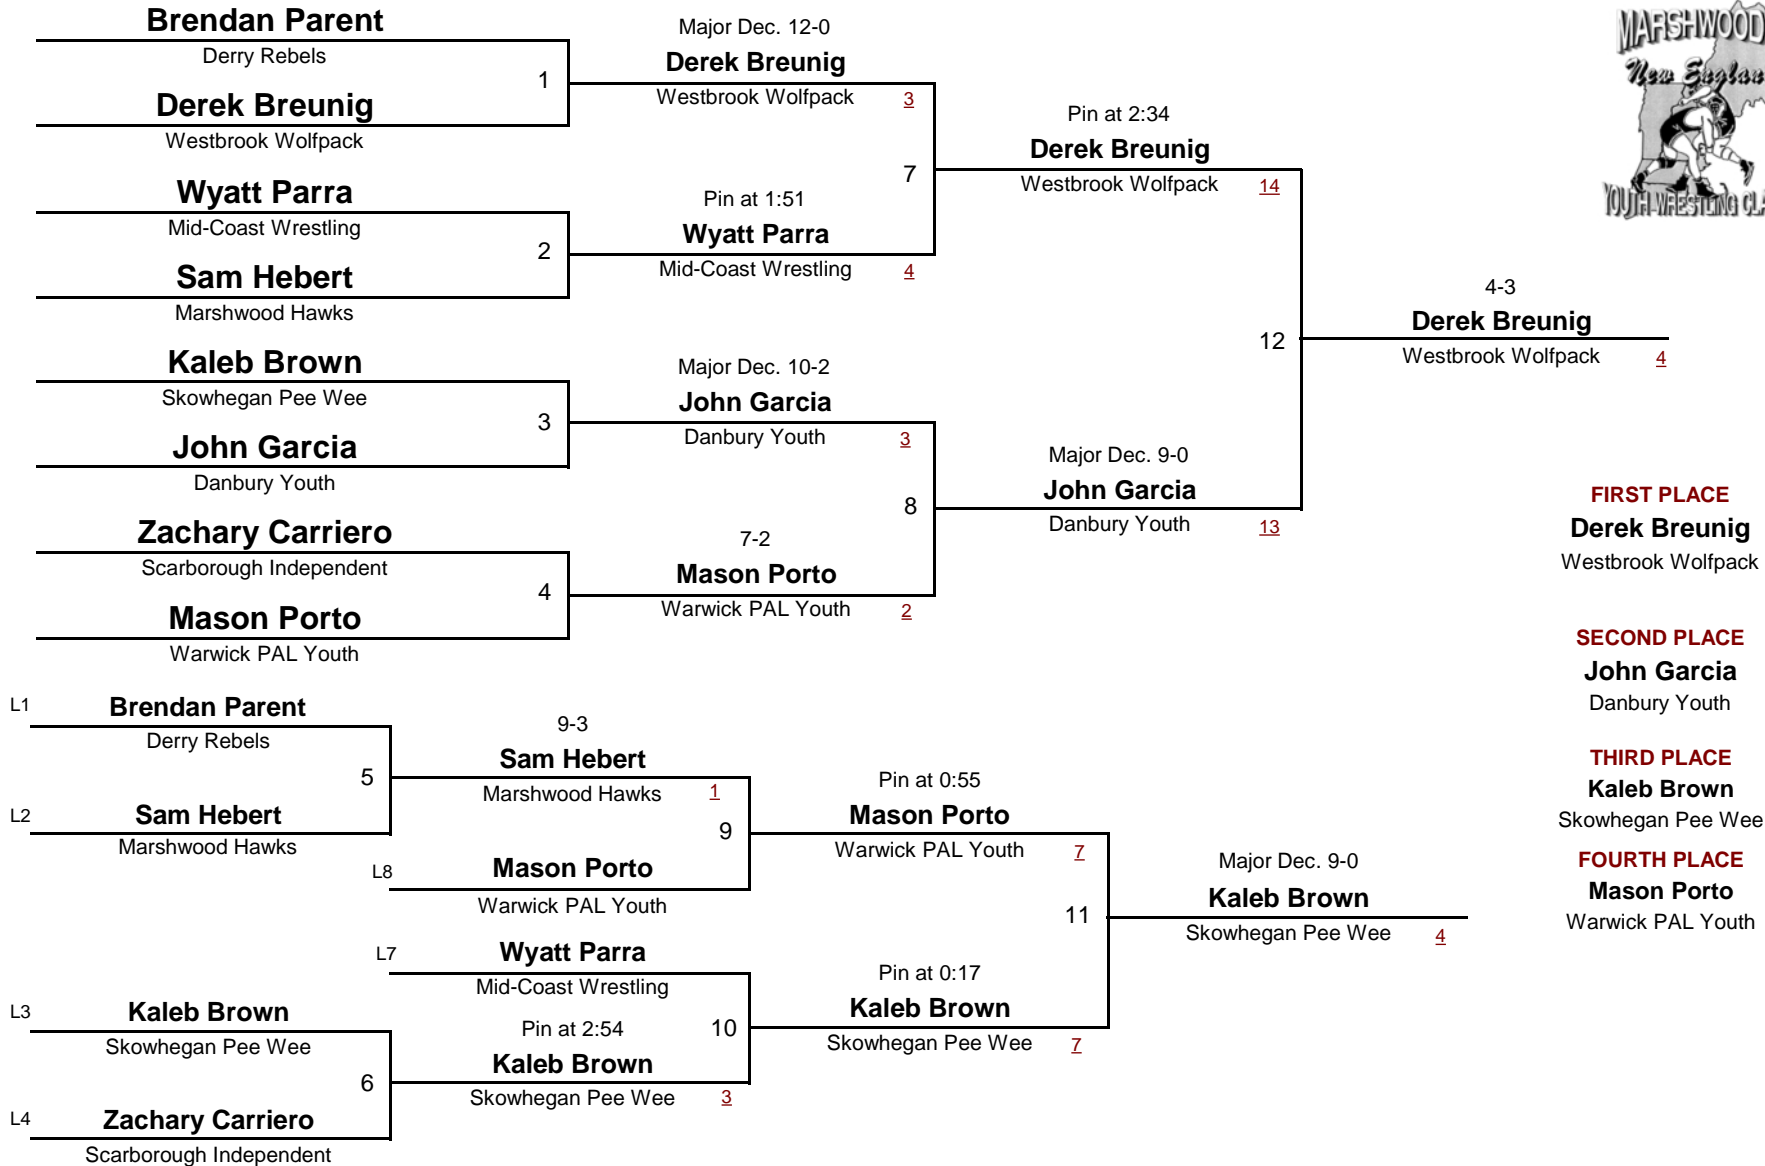 Brendan Parent
Derry Rebels
1
Derek Breunig
Westbrook Wolfpack
Wyatt Parra
Mid-Coast Wrestling
2
Sam Hebert
Marshwood Hawks
Kaleb Brown
Skowhegan Pee Wee
3
John Garcia
Danbury Youth
Zachary Carriero
Scarborough Independent
4
Mason Porto
Warwick PAL Youth
Major Dec. 12-0
Derek Breunig
Westbrook Wolfpack 3
7
Pin at 1:51
Wyatt Parra
Mid-Coast Wrestling 4
Major Dec. 10-2
John Garcia
Danbury Youth 3
8
7-2
Mason Porto
Warwick PAL Youth 2
Pin at 2:34
Derek Breunig
Westbrook Wolfpack 14
12
Major Dec. 9-0
John Garcia
Danbury Youth 13
4-3
Derek Breunig
Westbrook Wolfpack 4
MARSHWOOD
New Englan
YOUTH WRESTLING CLA
FIRST PLACE
Derek Breunig
Westbrook Wolfpack
SECOND PLACE
John Garcia
Danbury Youth
THIRD PLACE
Kaleb Brown
Skowhegan Pee Wee
FOURTH PLACE
Mason Porto
Warwick PAL Youth
L1 Brendan Parent
Derry Rebels
5
L2 Sam Hebert
Marshwood Hawks
9-3
Sam Hebert
Marshwood Hawks 1
9
L8 Mason Porto
Warwick PAL Youth
L7 Wyatt Parra
Mid-Coast Wrestling
10
Pin at 2:54
Kaleb Brown
Skowhegan Pee Wee 3
L3 Kaleb Brown
Skowhegan Pee Wee
6
L4 Zachary Carriero
Scarborough Independent
Pin at 0:55
Mason Porto
Warwick PAL Youth 7
11
Pin at 0:17
Kaleb Brown
Skowhegan Pee Wee 7
Major Dec. 9-0
Kaleb Brown
Skowhegan Pee Wee 4